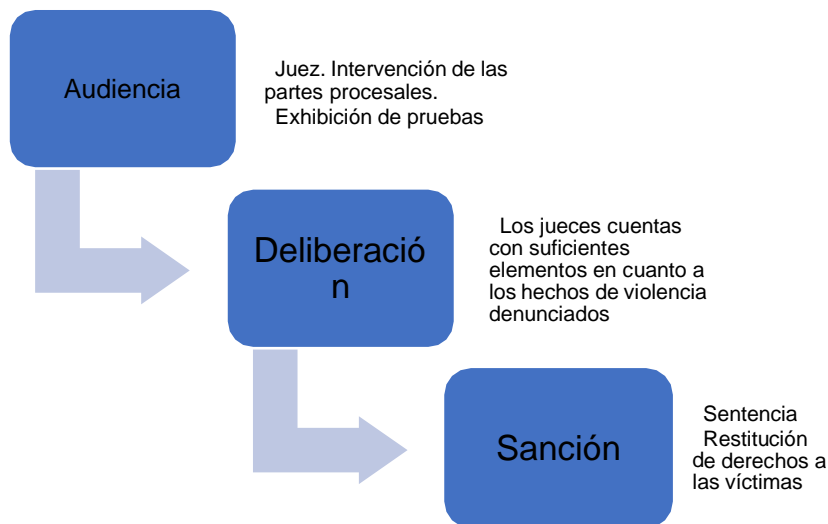 Audiencia
Juez. Intervención de las
partes procesales.
Exhibición de pruebas
Deliberació
n
Los jueces cuentas
con suficientes
elementos en cuanto a
los hechos de violencia
denunciados
Sanción
Sentencia
Restitución
de derechos a
las víctimas